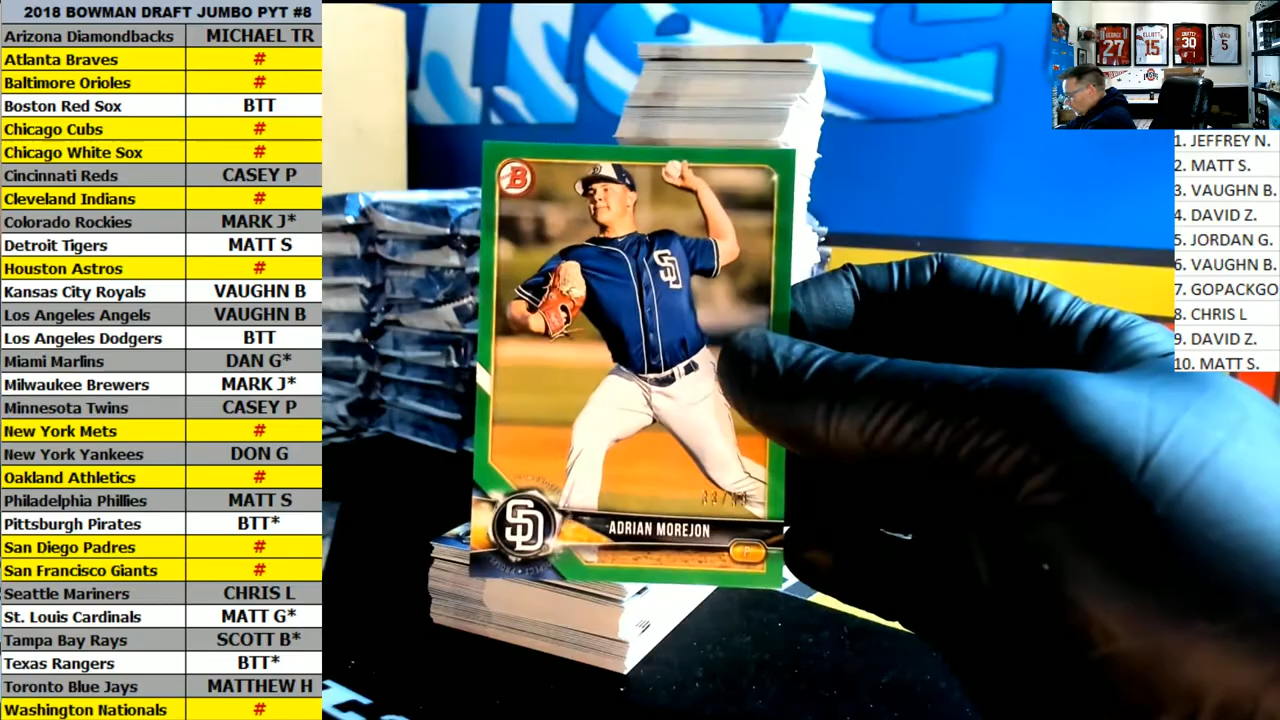 2018 BOWMAN DRAFT JUMBO PYT #8
Arizona Diamondbacks MICHAEL TR
Atlanta Braves #
Baltimore Orioles #
Boston Red Sox BTT
Chicago Cubs #
Chicago White Sox #
Cincinnati Reds CASEY P
Cleveland Indians #
Colorado Rockies MARK J*
Detroit Tigers MATT S
Houston Astros #
Kansas City Royals VAUGHN B
Los Angeles Angels VAUGHN B
Los Angeles Dodgers BTT
Miami Marlins DAN G*
Milwaukee Brewers MARK J*
Minnesota Twins CASEY P
New York Mets #
New York Yankees DON G
Oakland Athletics #
Philadelphia Phillies MATT S
Pittsburgh Pirates BTT*
San Diego Padres #
San Francisco Giants #
Seattle Mariners CHRIS L
St. Louis Cardinals MATT G*
Tampa Bay Rays SCOTT B*
Texas Rangers BTT*
Toronto Blue Jays MATTHEW H
Washington Nationals #
B
SD
SD
ADRIAN MOREJON
P
27
15
30
5
1. JEFFREY N.
2. MATT S.
3. VAUGHN B.
4. DAVID Z.
5. JORDAN G.
6. VAUGHN B.
7. GOPACKGO
8. CHRIS L
9. DAVID Z.
10. MATT S.